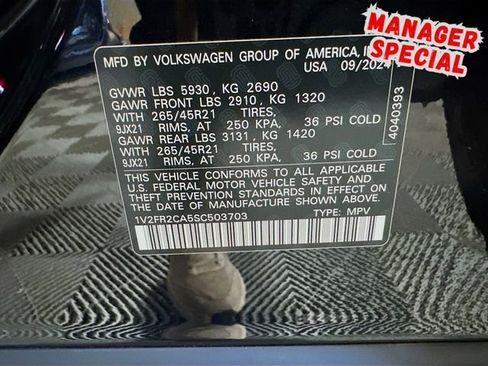 MANAGER
SPECIAL
MFD BY VOLKSWAGEN GROUP OF AMERICA,
USA 09/2024
GVWR LBS 5930, KG 2690
GAWR FRONT LBS 2910, KG 1320
WITH 265/45R21 TIRES,
9JX21 RIMS, AT 250 KPA, 36 PSI COLD
GAWR REAR LBS 3131, KG 1420
WITH 265/45R21 TIRES,
9JX21 RIMS, AT 250 KPA, 36 PSI COLD
THIS VEHICLE CONFORMS TO ALL APPLICABLE
U.S. FEDERAL MOTOR VEHICLE SAFETY AND
THEFT PREVENTION STANDARDS IN EFFECT ON
THE DATE OF MANUFACTURE SHOWN ABOVE.
1V2FR2CA5SC503703 TYPE: MPV
4040393